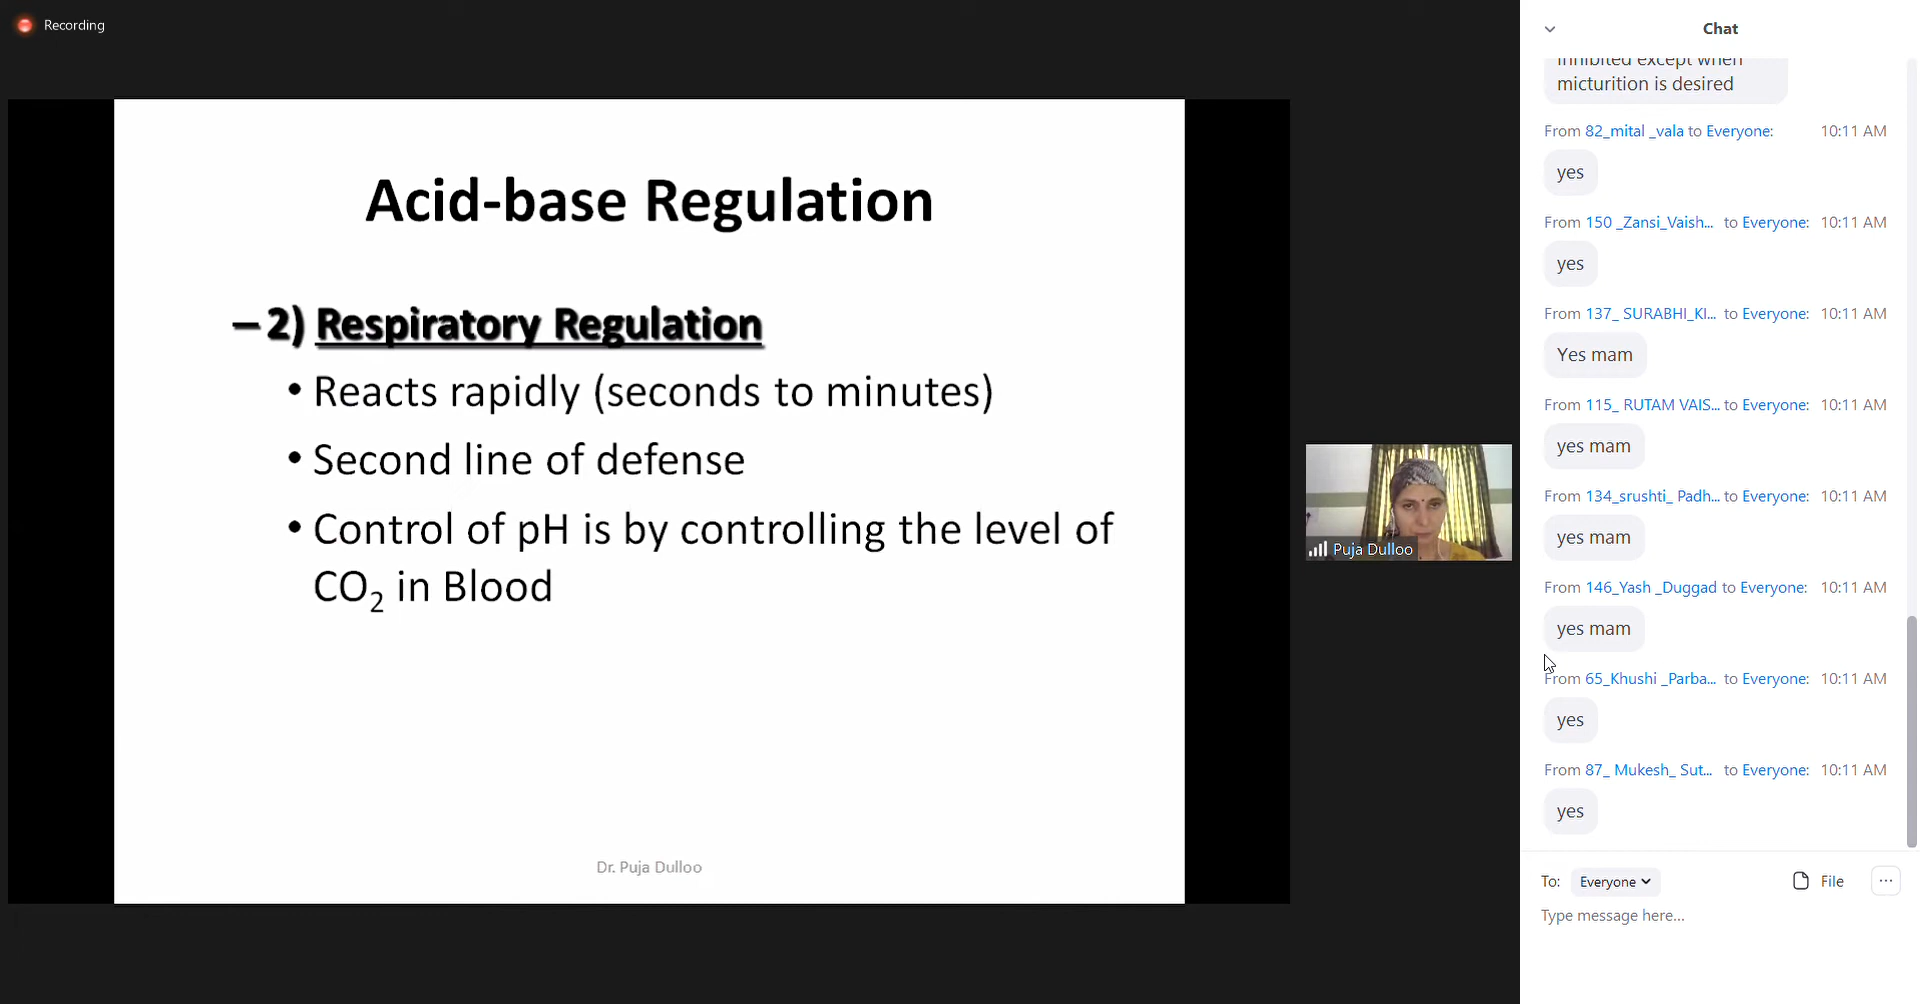 Recording
Acid-base Regulation
– 2) Respiratory Regulation
• Reacts rapidly (seconds to minutes)
• Second line of defense
• Control of pH is by controlling the level of
CO₂ in Blood
Dr. Puja Dulloo
Puja Dulloo
Chat
inhibited except when
micturition is desired
From 82_mital _vala to Everyone: 10:11 AM
yes
From 150 _Zansi_Vaish... to Everyone: 10:11 AM
yes
From 137_ SURABHI_KI... to Everyone: 10:11 AM
Yes mam
From 115_ RUTAM VAIS... to Everyone: 10:11 AM
yes mam
From 134_srushti_ Padh... to Everyone: 10:11 AM
yes mam
From 146_Yash _Duggad to Everyone: 10:11 AM
yes mam
From 65_Khushi _Parba... to Everyone: 10:11 AM
yes
From 87_ Mukesh_ Sut... to Everyone: 10:11 AM
yes
To: Everyone File ...
Type message here...